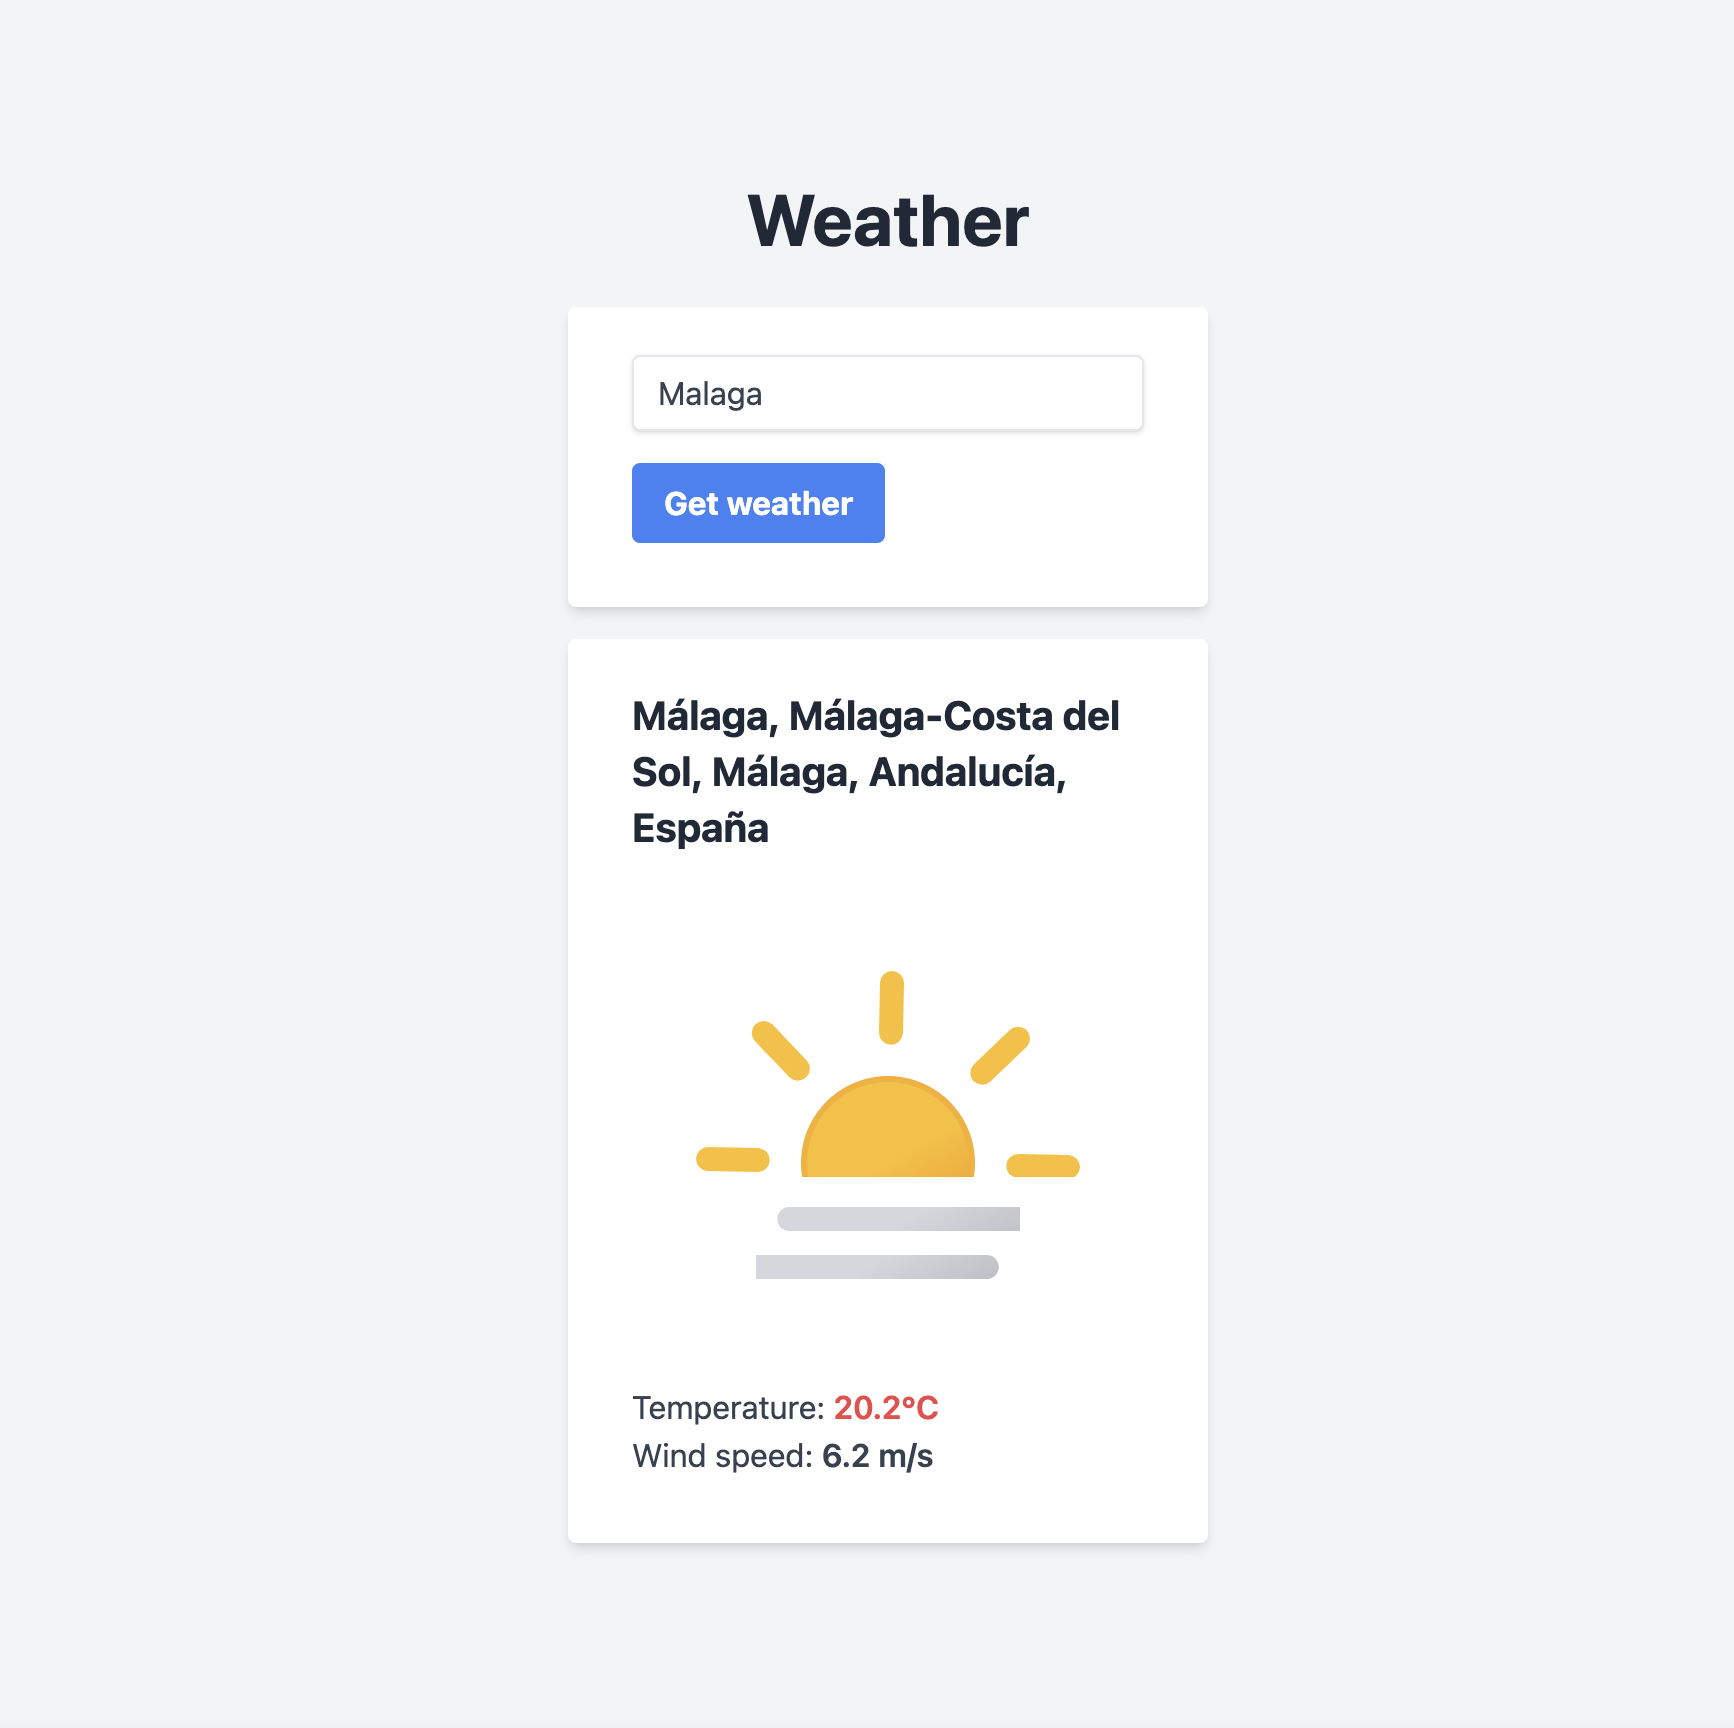 Weather
Malaga
Get weather
Málaga, Málaga-Costa del
Sol, Málaga, Andalucía,
España
Temperature: 20.2°C
Wind speed: 6.2 m/s